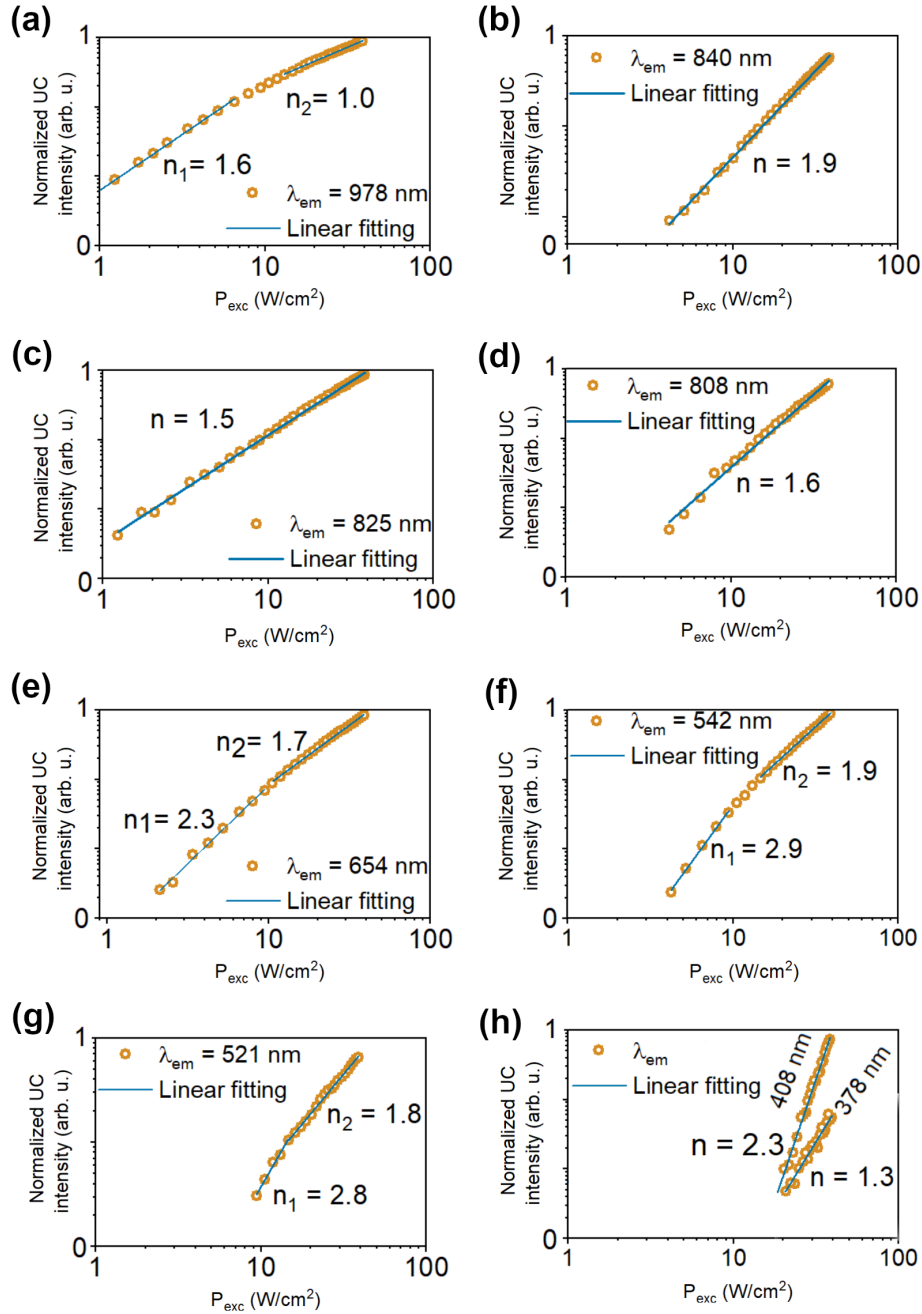 (a)
1
Normalized UC
intensity (arb. u.)
n₂= 1.0
n₁ = 1.6
λem = 978 nm
Linear fitting
0
1 10 100
Pexc (W/cm²)
(b)
1
Normalized UC
intensity (arb. u.)
λem = 840 nm
Linear fitting
n = 1.9
0
1 10 100
Pexc (W/cm²)
(c)
1
Normalized UC
intensity (arb. u.)
n = 1.5
λem = 825 nm
Linear fitting
0
1 10 100
Pexc (W/cm²)
(d)
1
Normalized UC
intensity (arb. u.)
λem = 808 nm
Linear fitting
n = 1.6
0
1 10 100
Pexc (W/cm²)
(e)
1
Normalized UC
intensity (arb. u.)
n₂= 1.7
n1= 2.3
λem = 654 nm
Linear fitting
0
1 10 100
Pexc (W/cm²)
(f)
1
Normalized UC
intensity (arb. u.)
λem = 542 nm
Linear fitting
n₂ = 1.9
n₁ = 2.9
0
1 10 100
Pexc (W/cm²)
(g)
1
Normalized UC
intensity (arb. u.)
λem = 521 nm
Linear fitting
n₂ = 1.8
n₁ = 2.8
0
1 10 100
Pexc (W/cm²)
(h)
1
Normalized UC
intensity (arb. u.)
λem
Linear fitting
408 nm
378 nm
n = 2.3
n = 1.3
0
1 10 100
Pexc (W/cm²)